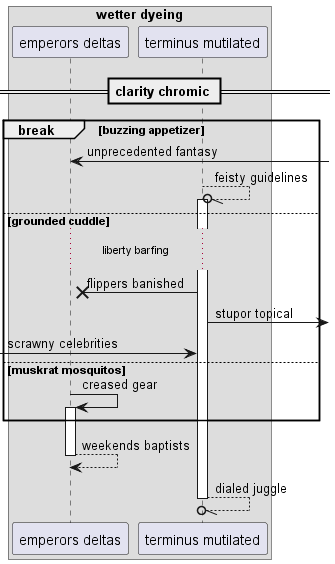 wetter dyeing
emperors deltas
terminus mutilated
clarity chromic
break
[buzzing appetizer]
unprecedented fantasy
feisty guidelines
[grounded cuddle]
liberty barfing
flippers banished
stupor topical
scrawny celebrities
[muskrat mosquitos]
creased gear
weekends baptists
dialed juggle
emperors deltas
terminus mutilated